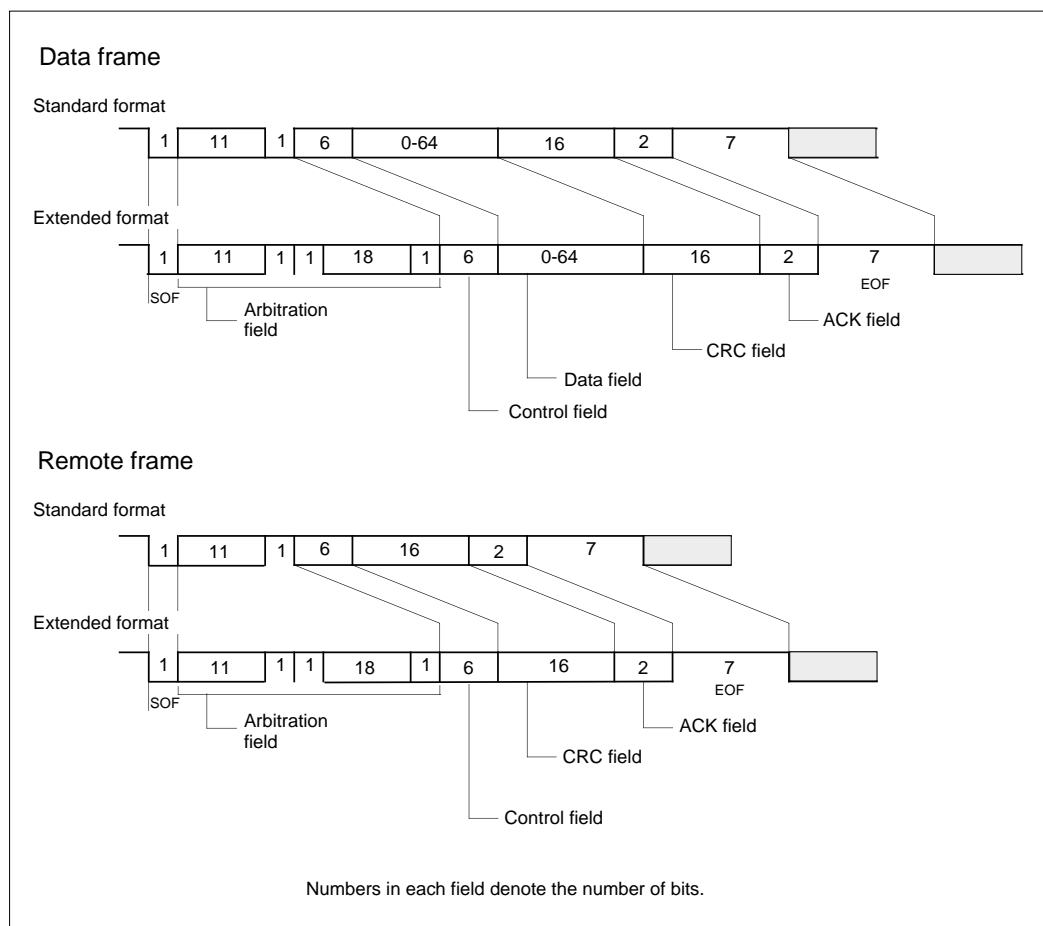 Data frame
Standard format
1 11 1 6 0-64 16 2 7
Extended format
1 11 1 1 18 1 6 0-64 16 2 7
SOF
EOF
Arbitration
field
ACK field
CRC field
Data field
Control field
Remote frame
Standard format
1 11 1 6 16 2 7
Extended format
1 11 1 1 18 1 6 16 2 7
SOF
EOF
Arbitration
field
ACK field
CRC field
Control field
Numbers in each field denote the number of bits.